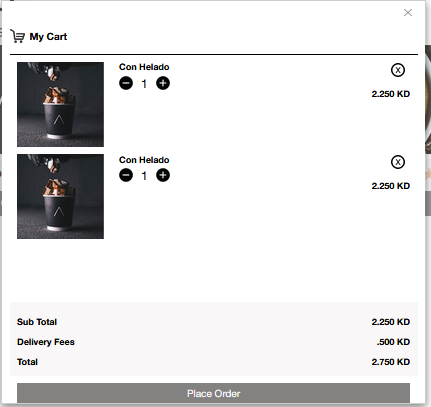 ×
My Cart
Con Helado
X
− 1 +
2.250 KD
Con Helado
X
− 1 +
2.250 KD
Sub Total 2.250 KD
Delivery Fees .500 KD
Total 2.750 KD
Place Order